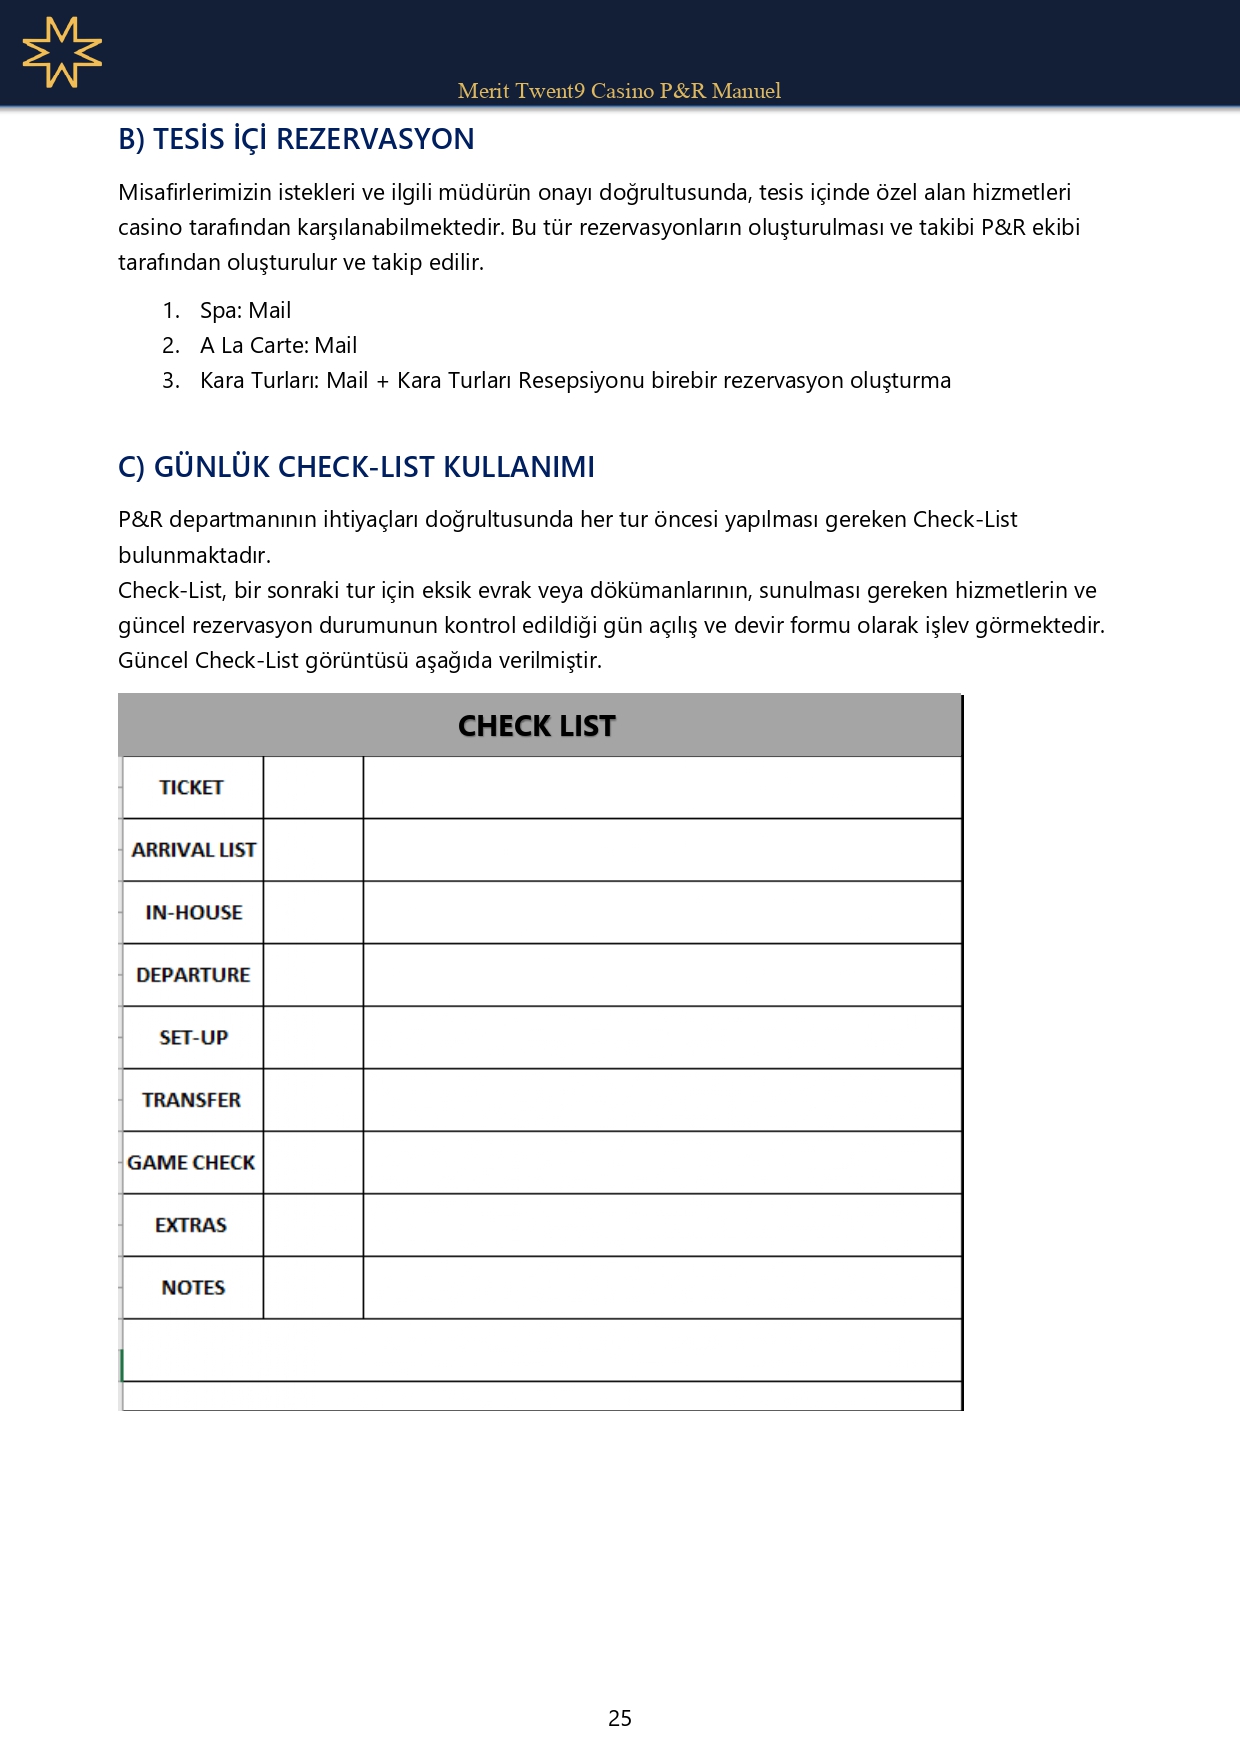 Merit Twent9 Casino P&R Manuel
B) TESİS İÇİ REZERVASYON
Misafirlerimizin istekleri ve ilgili müdürün onayı doğrultusunda, tesis içinde özel alan hizmetleri
casino tarafından karşılanabilmektedir. Bu tür rezervasyonların oluşturulması ve takibi P&R ekibi
tarafından oluşturulur ve takip edilir.
1. Spa: Mail
2. A La Carte: Mail
3. Kara Turları: Mail + Kara Turları Resepsiyonu birebir rezervasyon oluşturma
C) GÜNLÜK CHECK-LIST KULLANIMI
P&R departmanının ihtiyaçları doğrultusunda her tur öncesi yapılması gereken Check-List
bulunmaktadır.
Check-List, bir sonraki tur için eksik evrak veya dökümanlarının, sunulması gereken hizmetlerin ve
güncel rezervasyon durumunun kontrol edildiği gün açılış ve devir formu olarak işlev görmektedir.
Güncel Check-List görüntüsü aşağıda verilmiştir.
CHECK LIST
TICKET
ARRIVAL LIST
IN-HOUSE
DEPARTURE
SET-UP
TRANSFER
GAME CHECK
EXTRAS
NOTES
25